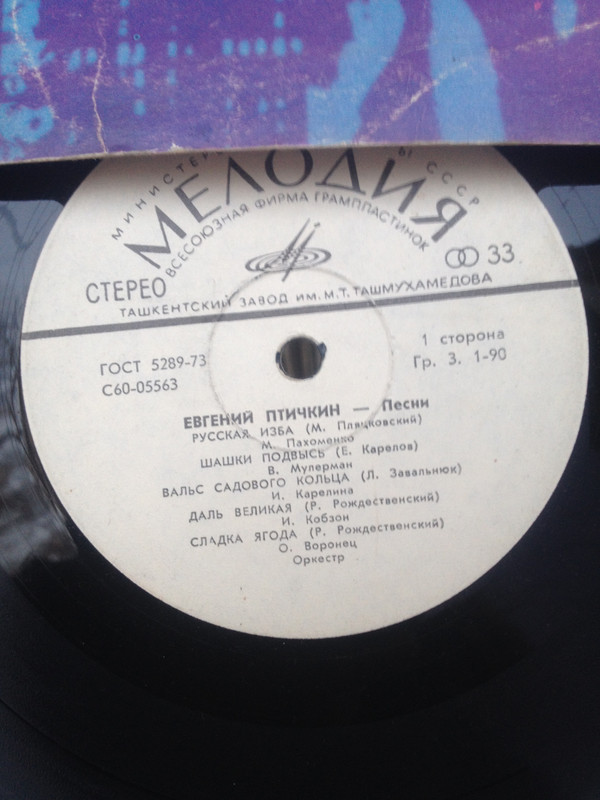 СССР
МЕЛОДИЯ
ВСЕСОЮЗНАЯ ФИРМА ГРАМПЛАСТИНОК
СТЕРЕО
33
ТАШКЕНТСКИЙ ЗАВОД ИМ. М.Т. ТАШМУХАМЕДОВА
ГОСТ 5289-73
1 сторона
С60-05563
Гр. 3. 1-90
ЕВГЕНИЙ ПТИЧКИН — Песни
РУССКАЯ ИЗБА (М. Пляцковский)
М. Пахоменко
ШАШКИ ПОДВЫСЬ (Е. Карелов)
В. Мулерман
ВАЛЬС САДОВОГО КОЛЬЦА (Л. Завальнюк)
И. Карелина
ДАЛЬ ВЕЛИКАЯ (Р. Рождественский)
И. Кобзон
СЛАДКА ЯГОДА (Р. Рождественский)
О. Воронец
Оркестр